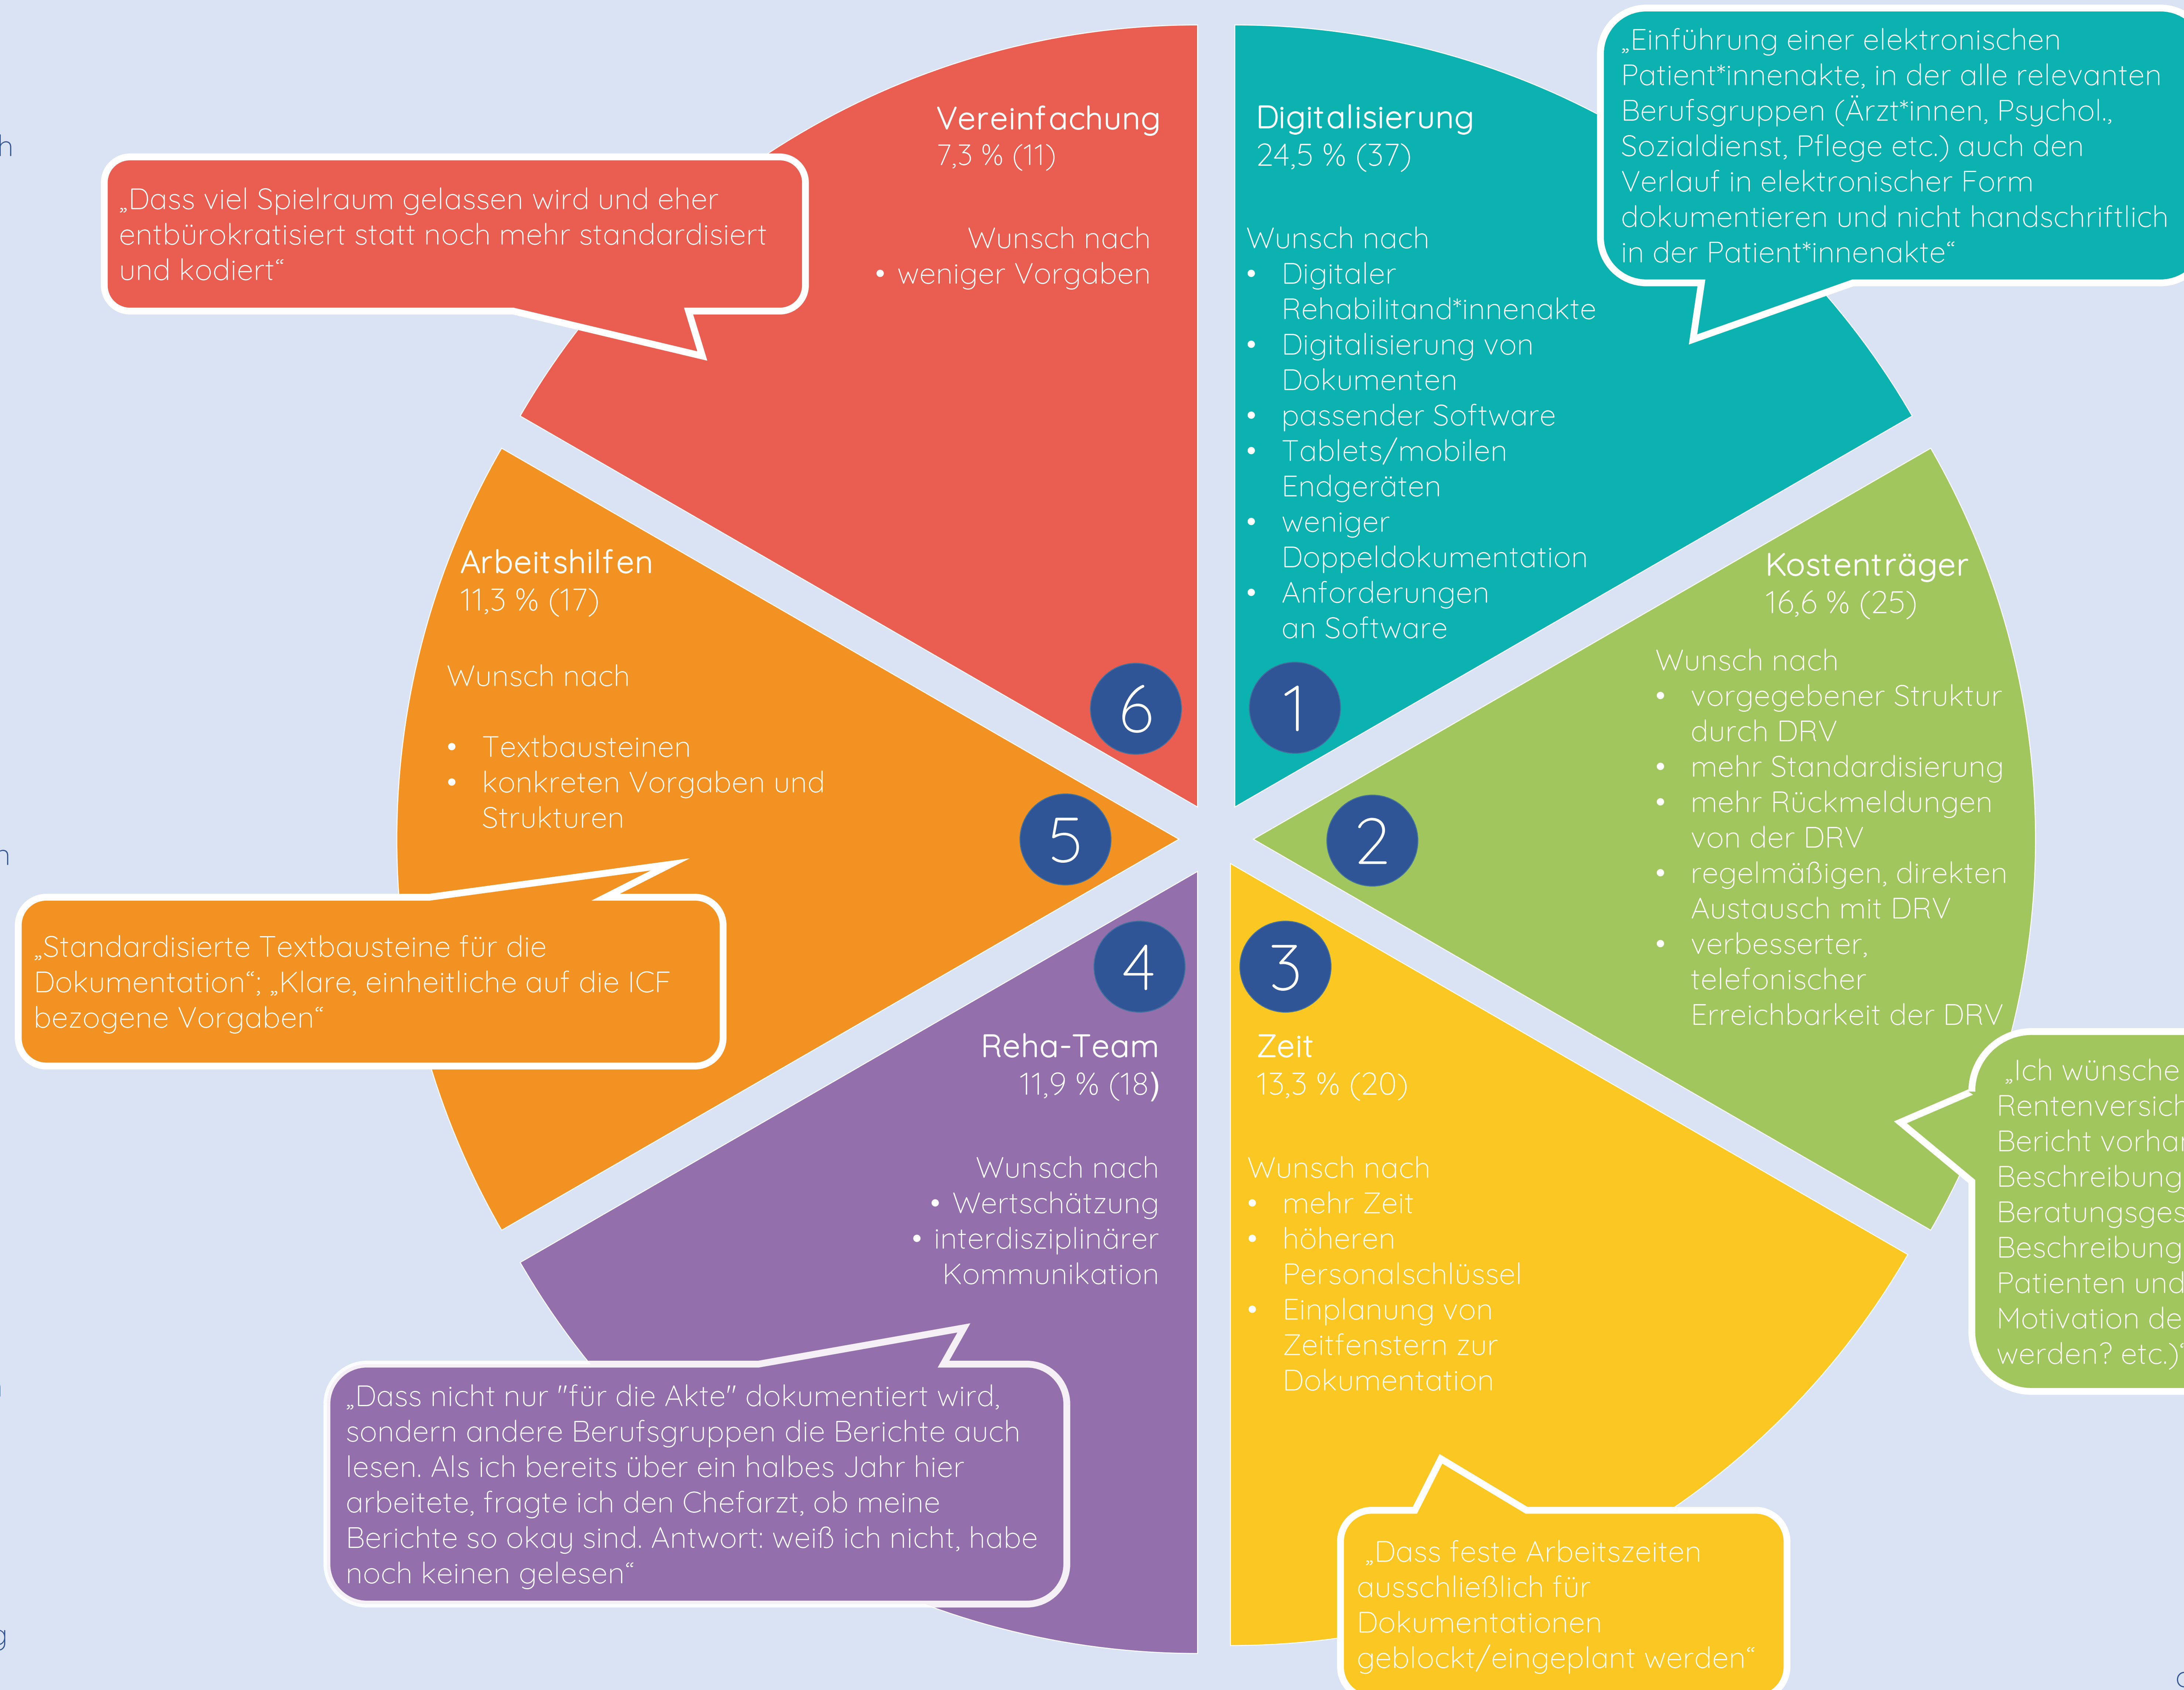 Vereinfachung
7,3 % (11)
Wunsch nach
• weniger Vorgaben
„Dass viel Spielraum gelassen wird und eher
entbürokratisiert statt noch mehr standardisiert
und kodiert“
6
Digitalisierung
24,5 % (37)
Wunsch nach
• Digitaler
Rehabilitand*innenakte
• Digitalisierung von
Dokumenten
• passender Software
• Tablets/mobilen
Endgeräten
• weniger
Doppeldokumentation
• Anforderungen
an Software
1
„Einführung einer elektronischen
Patient*innenakte, in der alle relevanten
Berufsgruppen (Ärzt*innen, Psychol.,
Sozialdienst, Pflege etc.) auch den
Verlauf in elektronischer Form
dokumentieren und nicht handschriftlich
in der Patient*innenakte“
Arbeitshilfen
11,3 % (17)
Wunsch nach
• Textbausteinen
• konkreten Vorgaben und
Strukturen
5
„Standardisierte Textbausteine für die
Dokumentation“; „Klare, einheitliche auf die ICF
bezogene Vorgaben“
Kostenträger
16,6 % (25)
Wunsch nach
• vorgegebener Struktur
durch DRV
• mehr Standardisierung
• mehr Rückmeldungen
von der DRV
• regelmäßigen, direkten
Austausch mit DRV
• verbesserter,
telefonischer
Erreichbarkeit der DRV
2
„Ich wünsche
Bericht
Beschreibung
Beschreibung
Patienten und
Motivation
werden? etc.)“
4
Reha-Team
11,9 % (18)
Wunsch nach
• Wertschätzung
• interdisziplinärer
Kommunikation
„Dass nicht nur "für die Akte" dokumentiert wird,
sondern andere Berufsgruppen die Berichte auch
lesen. Als ich bereits über ein halbes Jahr hier
arbeitete, fragte ich den Chefarzt, ob meine
Berichte so okay sind. Antwort: weiß ich nicht, habe
noch keinen gelesen“
3
Zeit
13,3 % (20)
Wunsch nach
• mehr Zeit
• höheren
Personalschlüssel
• Einplanung von
Zeitfenstern zur
Dokumentation
„Dass feste Arbeitszeiten
ausschließlich für
Dokumentationen
geblockt/eingeplant werden“